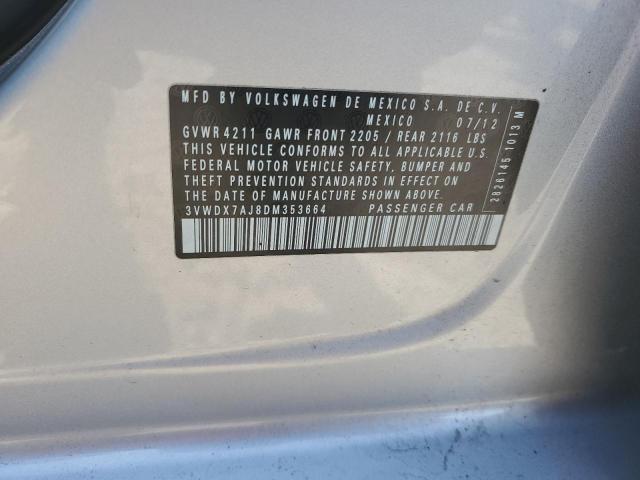 MFD BY VOLKSWAGEN DE MEXICO S.A. DE C.V.
MEXICO 07/12
GVWR 4211 GAWR FRONT 2205 / REAR 2116 LBS
THIS VEHICLE CONFORMS TO ALL APPLICABLE U.S.
FEDERAL MOTOR VEHICLE SAFETY, BUMPER AND
THEFT PREVENTION STANDARDS IN EFFECT ON
THE DATE OF MANUFACTURE SHOWN ABOVE.
3VWDX7AJ8DM353664 PASSENGER CAR
2826145 1013 M